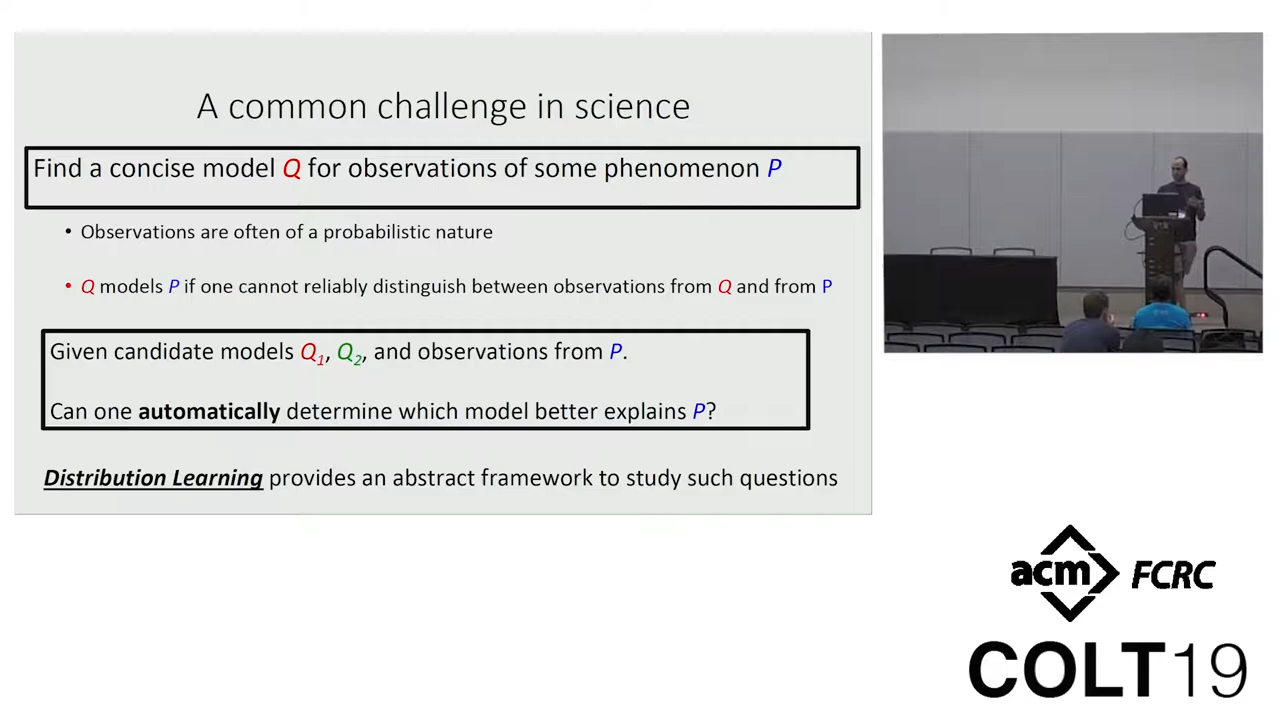 A common challenge in science
Find a concise model Q for observations of some phenomenon P
• Observations are often of a probabilistic nature
• Q models P if one cannot reliably distinguish between observations from Q and from P
Given candidate models Q1, Q2, and observations from P.
Can one automatically determine which model better explains P?
Distribution Learning provides an abstract framework to study such questions
acm FCRC
COLT19